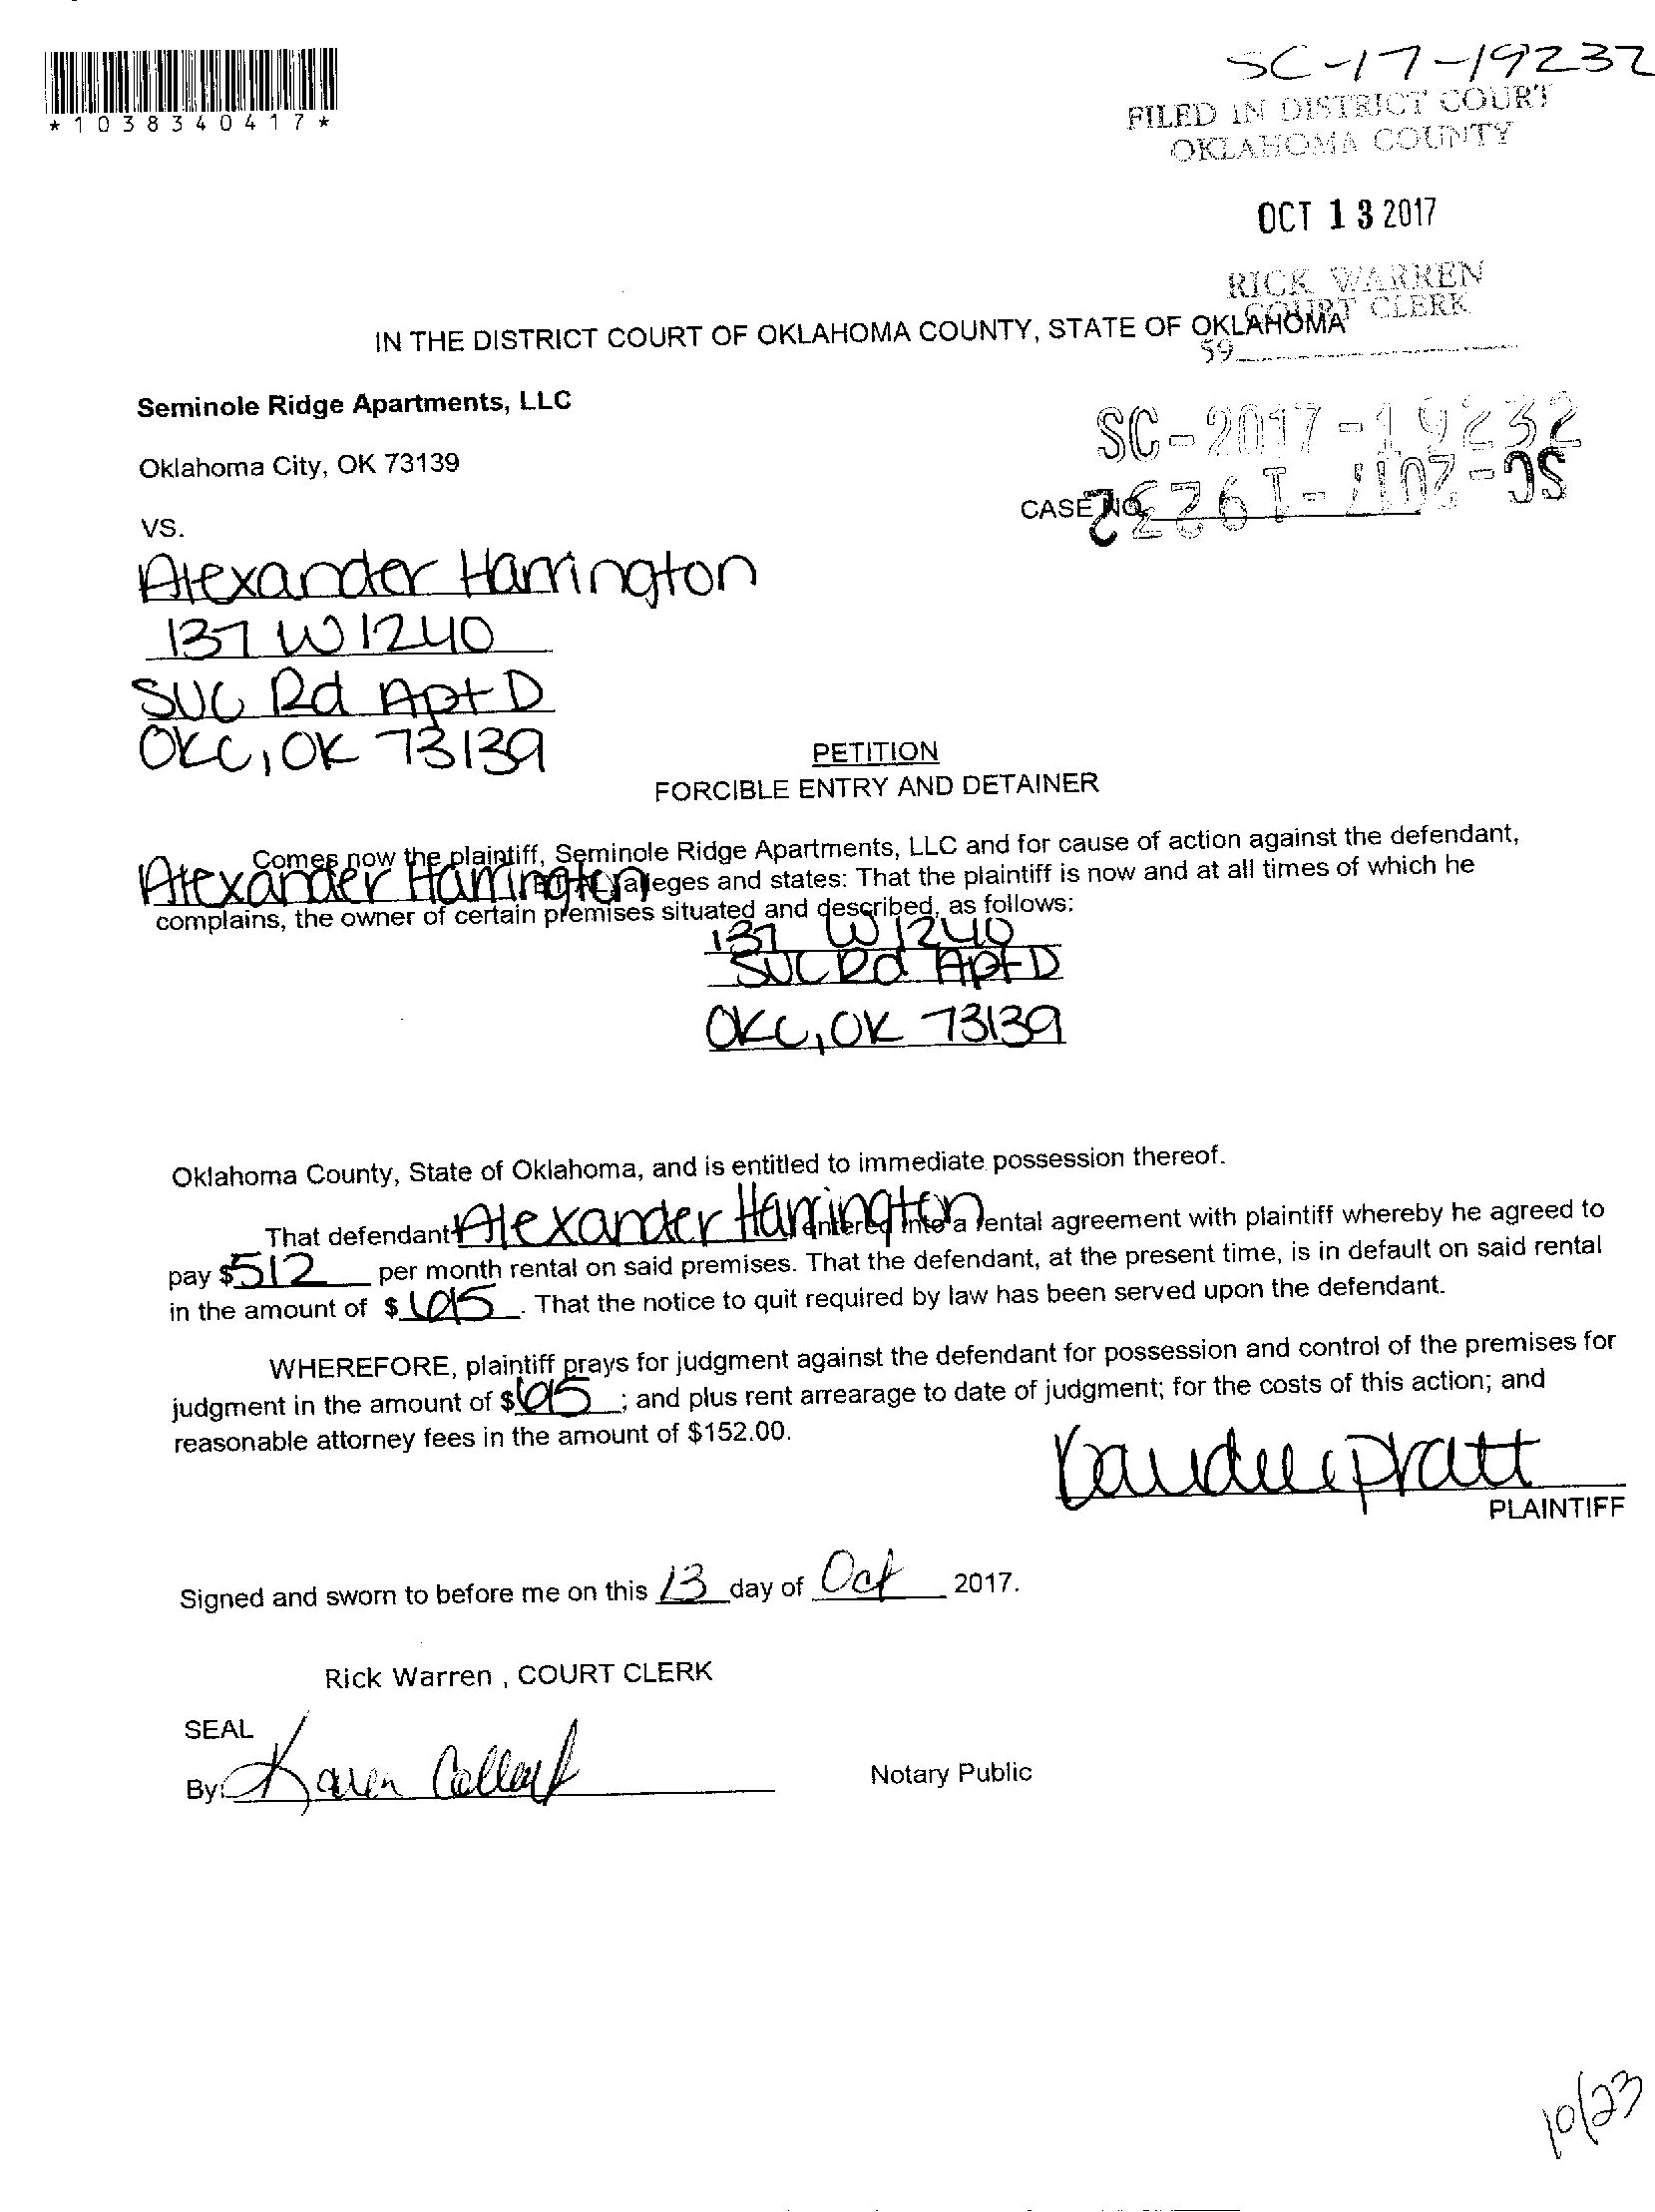 *1038340417*
SC-17-19232
FILED IN DISTRICT COURT
OKLAHOMA COUNTY
OCT 13 2017
RICK WARREN
COURT CLERK
59
IN THE DISTRICT COURT OF OKLAHOMA COUNTY, STATE OF OKLAHOMA
Seminole Ridge Apartments, LLC
Oklahoma City, OK 73139
SC-2017-19232
SC-2017-19232
CASE NO.
VS.
Alexander Harrington
137 W 1240
SVC Rd Apt D
OKC, OK 73139
PETITION
FORCIBLE ENTRY AND DETAINER
Comes now the plaintiff, Seminole Ridge Apartments, LLC and for cause of action against the defendant,
Alexander Harrington alleges and states: That the plaintiff is now and at all times of which he
complains, the owner of certain premises situated and described, as follows:
137 W 1240
SVC Rd Apt D
OKC, OK 73139
Oklahoma County, State of Oklahoma, and is entitled to immediate possession thereof.
That defendant Alexander Harrington entered into a rental agreement with plaintiff whereby he agreed to
pay $512 per month rental on said premises. That the defendant, at the present time, is in default on said rental
in the amount of $ . That the notice to quit required by law has been served upon the defendant.
WHEREFORE, plaintiff prays for judgment against the defendant for possession and control of the premises for
judgment in the amount of $ ; and plus rent arrearage to date of judgment; for the costs of this action; and
reasonable attorney fees in the amount of $152.00.
Pratt
PLAINTIFF
Signed and sworn to before me on this 13 day of Oct 2017.
Rick Warren , COURT CLERK
SEAL
By: Karen
Notary Public
10/23